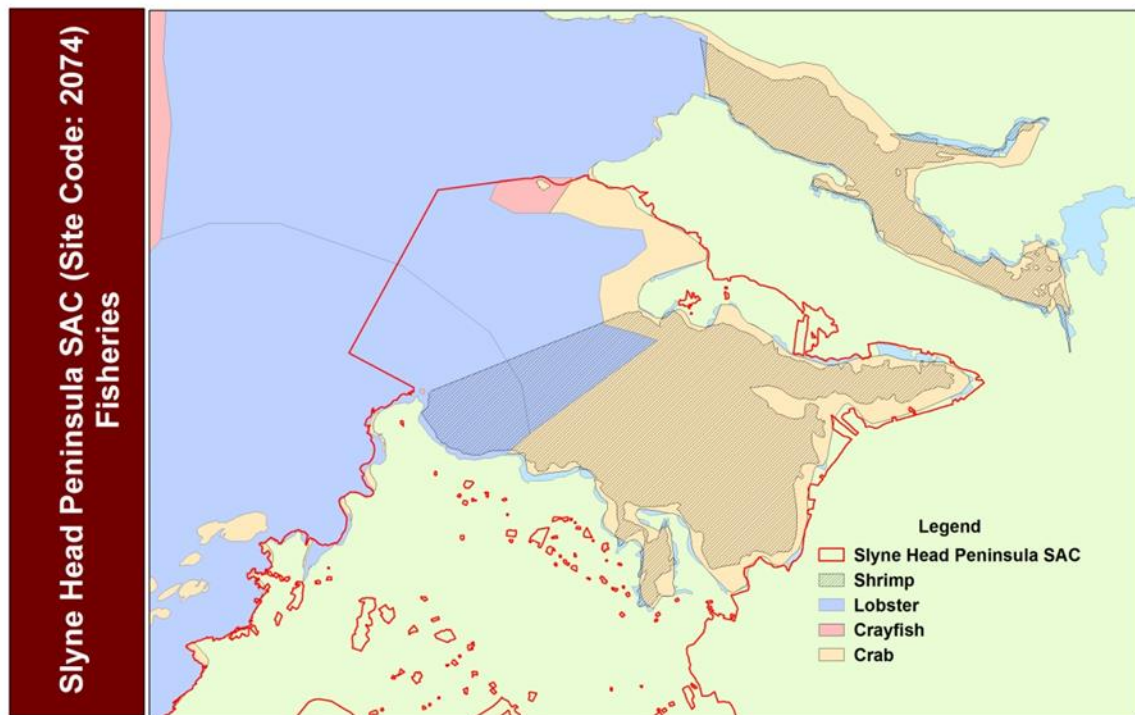 Slyne Head Peninsula SAC (Site Code: 2074)
Fisheries
Legend
Slyne Head Peninsula SAC
Shrimp
Lobster
Crayfish
Crab